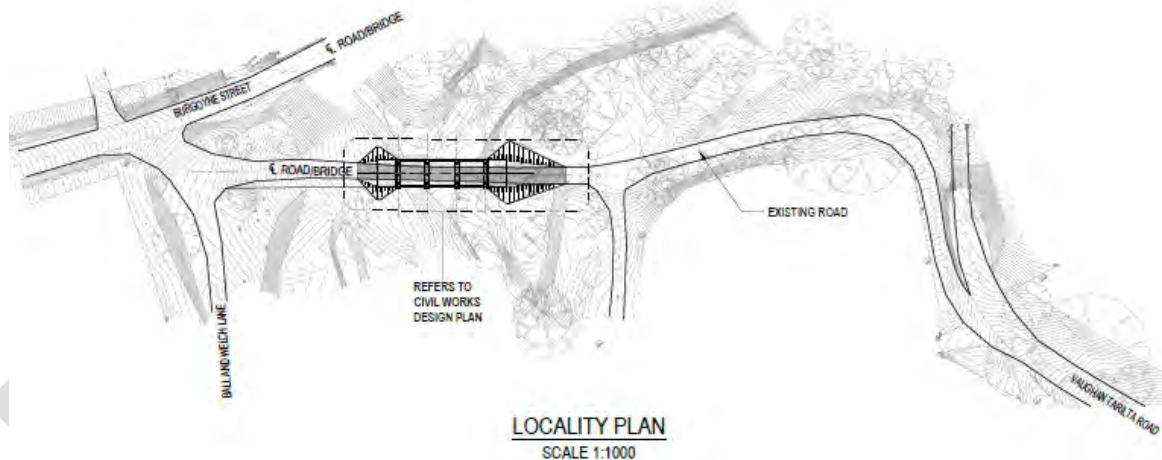 ℄ ROAD/BRIDGE
BURGOYNE STREET
℄ ROAD/BRIDGE
EXISTING ROAD
REFERS TO
CIVIL WORKS
DESIGN PLAN
BALLANDWELCH LANE
VAUGHAN TARILTA ROAD
LOCALITY PLAN
SCALE 1:1000